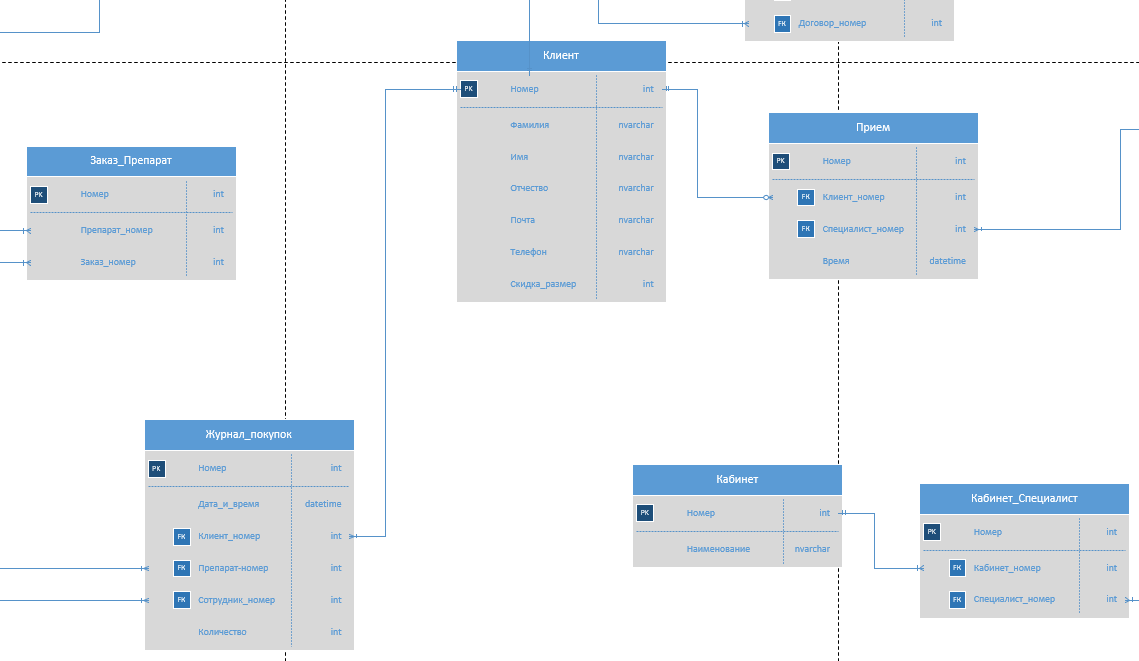 FK Договор_номер int
Клиент
PK Номер int
Фамилия nvarchar
Имя nvarchar
Отчество nvarchar
Почта nvarchar
Телефон nvarchar
Скидка_размер int
Прием
PK Номер int
FK Клиент_номер int
FK Специалист_номер int
Время datetime
Заказ_Препарат
PK Номер int
Препарат_номер int
Заказ_номер int
Журнал_покупок
PK Номер int
Дата_и_время datetime
FK Клиент_номер int
FK Препарат-номер int
FK Сотрудник_номер int
Количество int
Кабинет
PK Номер int
Наименование nvarchar
Кабинет_Специалист
PK Номер int
FK Кабинет_номер int
FK Специалист_номер int